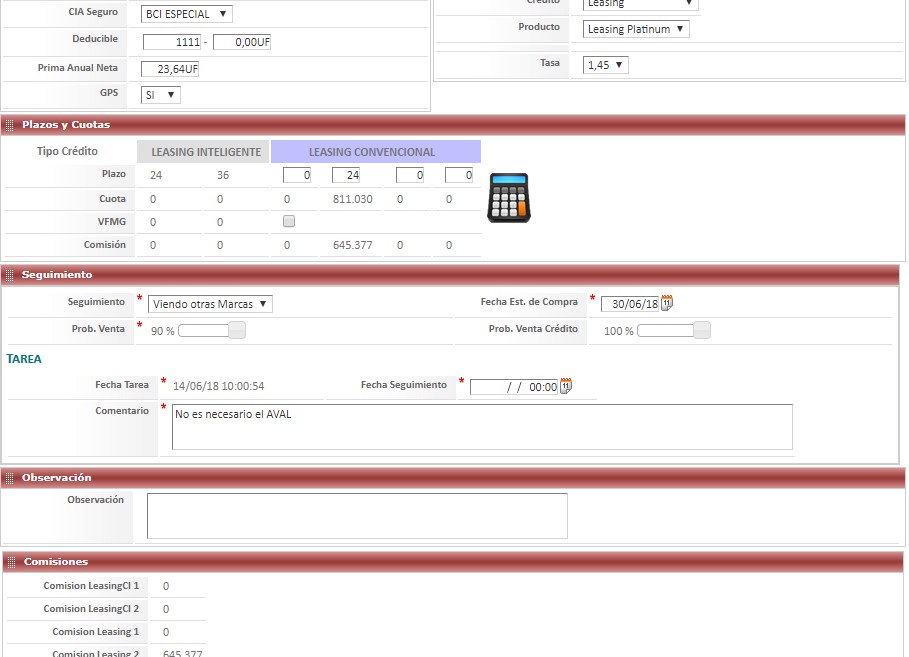 CIA Seguro BCI ESPECIAL
Crédito Leasing
Deducible 1111 - 0,00UF
Producto Leasing Platinum
Prima Anual Neta 23,64UF
Tasa 1,45
GPS SI
Plazos y Cuotas
Tipo Crédito LEASING INTELIGENTE LEASING CONVENCIONAL
Plazo 24 36 0 24 0 0
Cuota 0 0 0 811.030 0 0
VFMG 0 0
Comisión 0 0 0 645.377 0 0
Seguimiento
Seguimiento * Viendo otras Marcas Fecha Est. de Compra * 30/06/18
Prob. Venta * 90 % Prob. Venta Crédito 100 %
TAREA
Fecha Tarea * 14/06/18 10:00:54 Fecha Seguimiento * / / 00:00
Comentario * No es necesario el AVAL
Observación
Observación
Comisiones
Comision LeasingCI 1 0
Comision LeasingCI 2 0
Comision Leasing 1 0
Comision Leasing 2 645.377